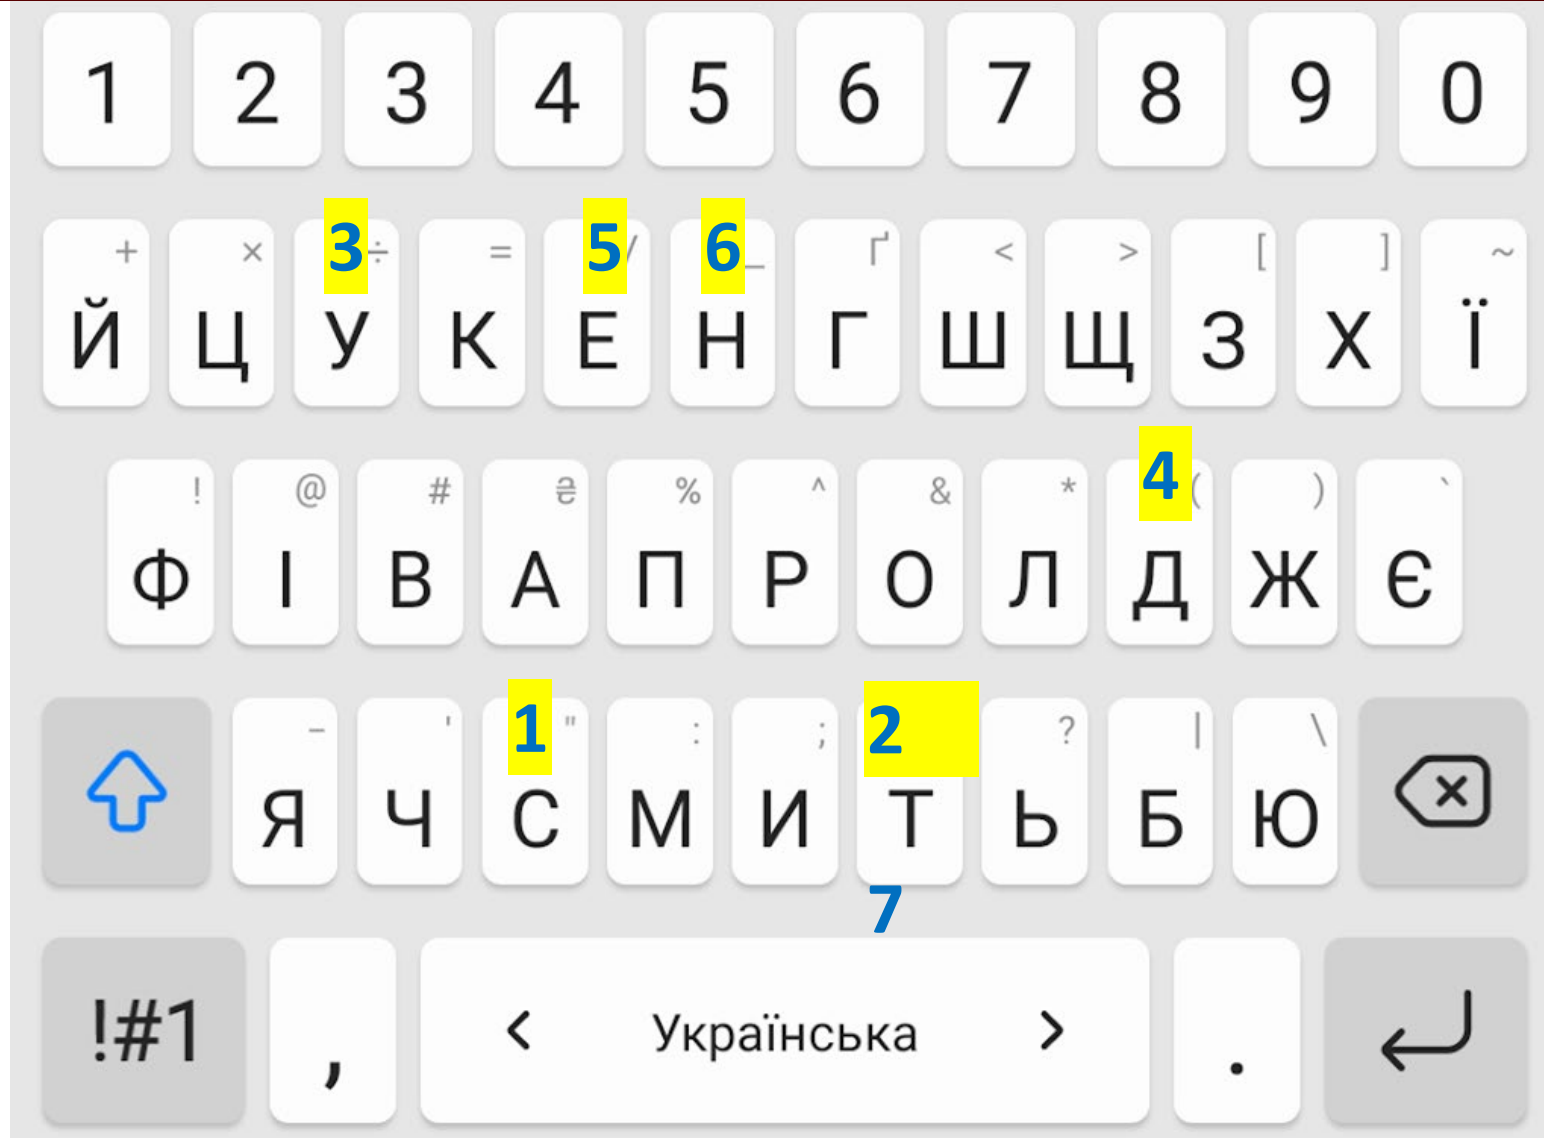 1 2 3 4 5 6 7 8 9 0
3 5 6
+ × ÷ = / _ Ґ < > [ ] ~
Й Ц У К Е Н Г Ш Щ З Х Ї
4
! @ # ₴ % ^ & * ( ) `
Ф І В А П Р О Л Д Ж Є
1 2
– ' " : ; ? | \
Я Ч С М И Т Ь Б Ю
7
!#1 , < Українська > .